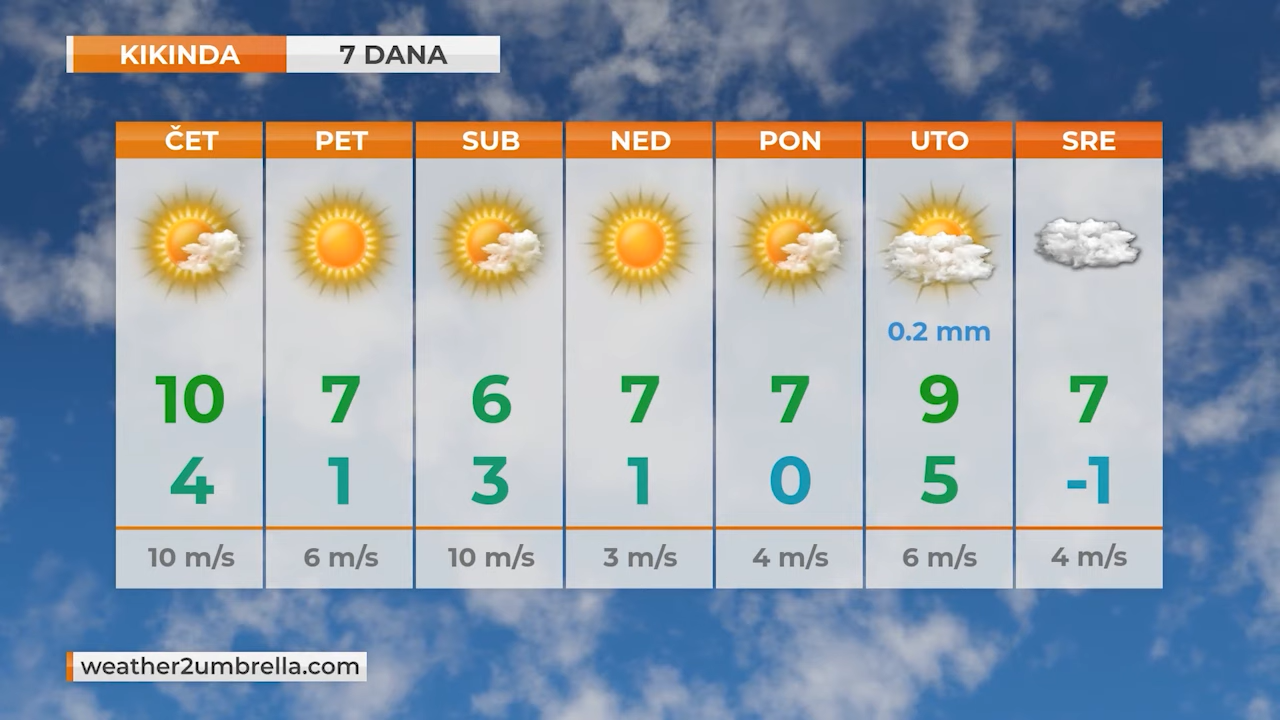 KIKINDA 7 DANA
ČET PET SUB NED PON UTO SRE
0.2 mm
10 7 6 7 7 9 7
4 1 3 1 0 5 -1
10 m/s 6 m/s 10 m/s 3 m/s 4 m/s 6 m/s 4 m/s
weather2umbrella.com